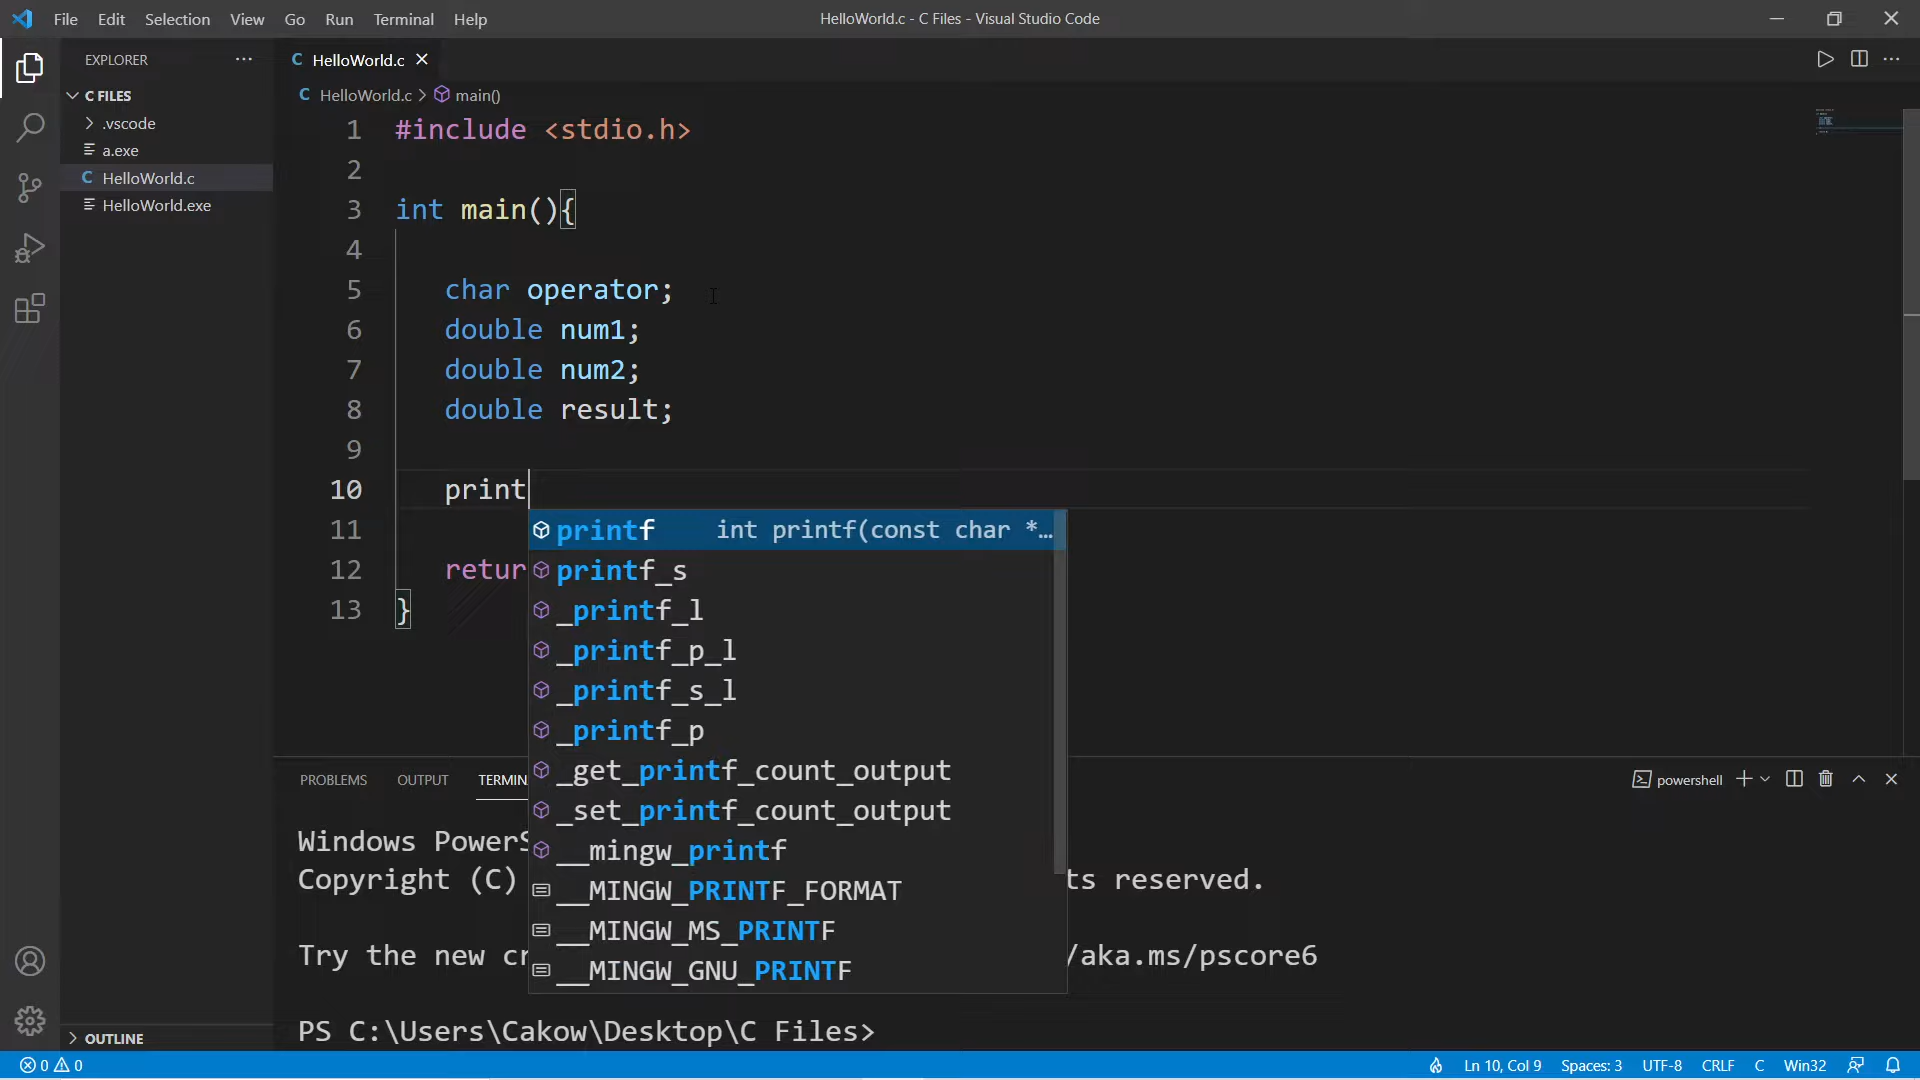 File Edit Selection View Go Run Terminal Help
HelloWorld.c - C Files - Visual Studio Code
EXPLORER
C FILES
.vscode
a.exe
C HelloWorld.c
HelloWorld.exe
OUTLINE
C HelloWorld.c
C HelloWorld.c > main()
1 #include <stdio.h>
2
3 int main(){
4
5 char operator;
6 double num1;
7 double num2;
8 double result;
9
10 print
11
12 retur
13 }
printf int printf(const char *…
printf_s
_printf_l
_printf_p_l
_printf_s_l
_printf_p
_get_printf_count_output
_set_printf_count_output
__mingw_printf
__MINGW_PRINTF_FORMAT
__MINGW_MS_PRINTF
__MINGW_GNU_PRINTF
PROBLEMS OUTPUT TERMIN
powershell
Windows PowerS
Copyright (C) ts reserved.
Try the new cr /aka.ms/pscore6
PS C:\Users\Cakow\Desktop\C Files>
0 0
Ln 10, Col 9 Spaces: 3 UTF-8 CRLF C Win32